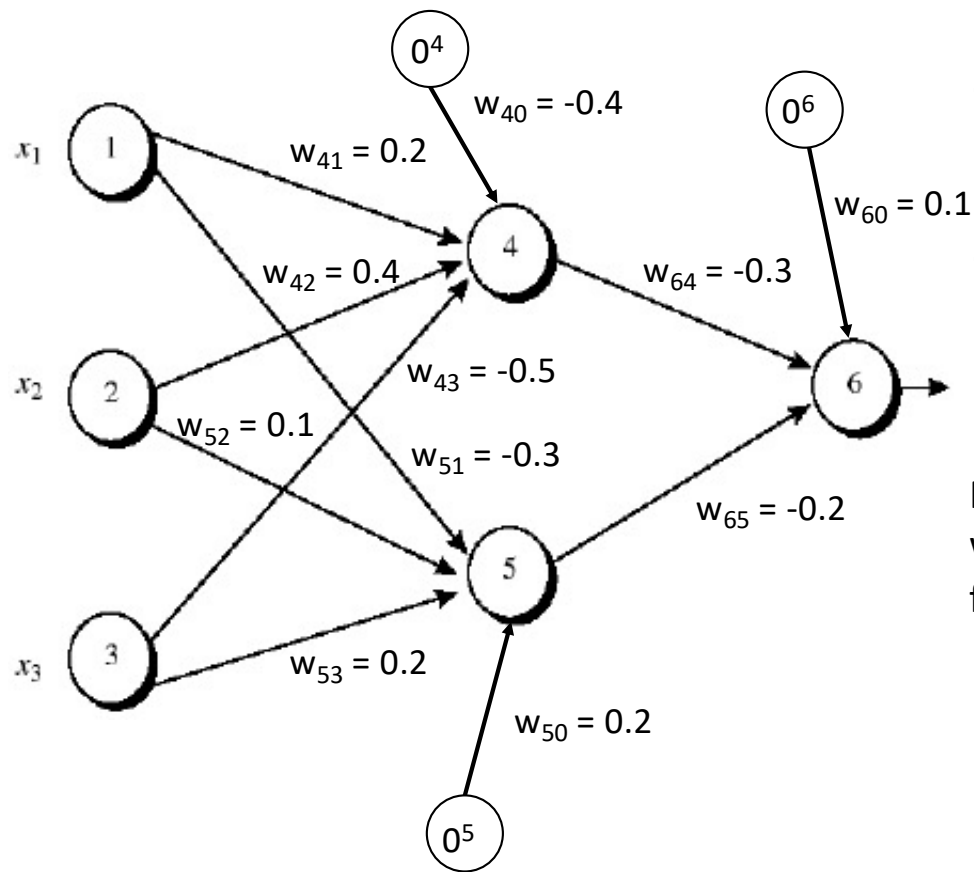 0⁴
w₄₀ = -0.4
0⁶
x₁
1
w₄₁ = 0.2
w₆₀ = 0.1
4
w₄₂ = 0.4
w₆₄ = -0.3
x₂
2
w₄₃ = -0.5
6
w₅₂ = 0.1
w₅₁ = -0.3
w₆₅ = -0.2
5
x₃
3
w₅₃ = 0.2
w₅₀ = 0.2
0⁵